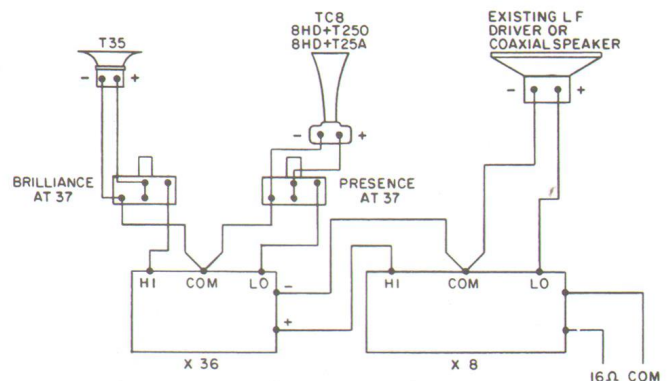 T35
TC8
8HD+T250
8HD+T25A
EXISTING LF
DRIVER OR
COAXIAL SPEAKER
- +
- +
- +
BRILLIANCE
AT 37
PRESENCE
AT 37
HI COM LO
-
+
HI COM LO
X 36
X 8
16Ω COM